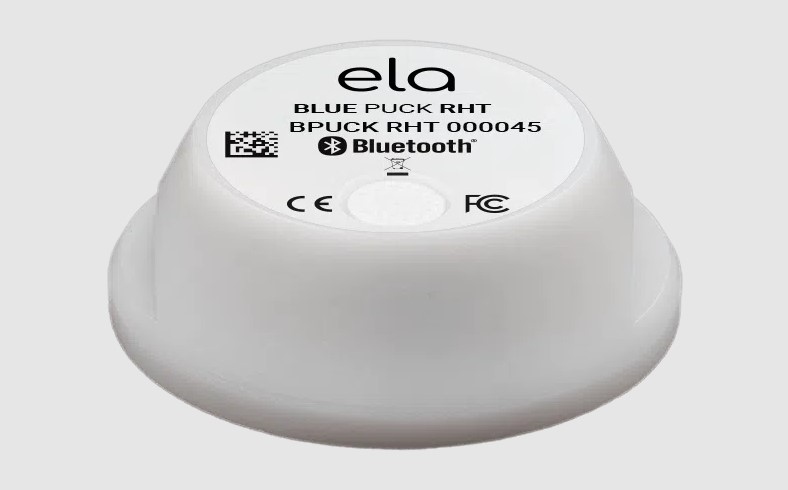 ela
BLUE PUCK RHT
BPUCK RHT 000045
Bluetooth®
CE FC